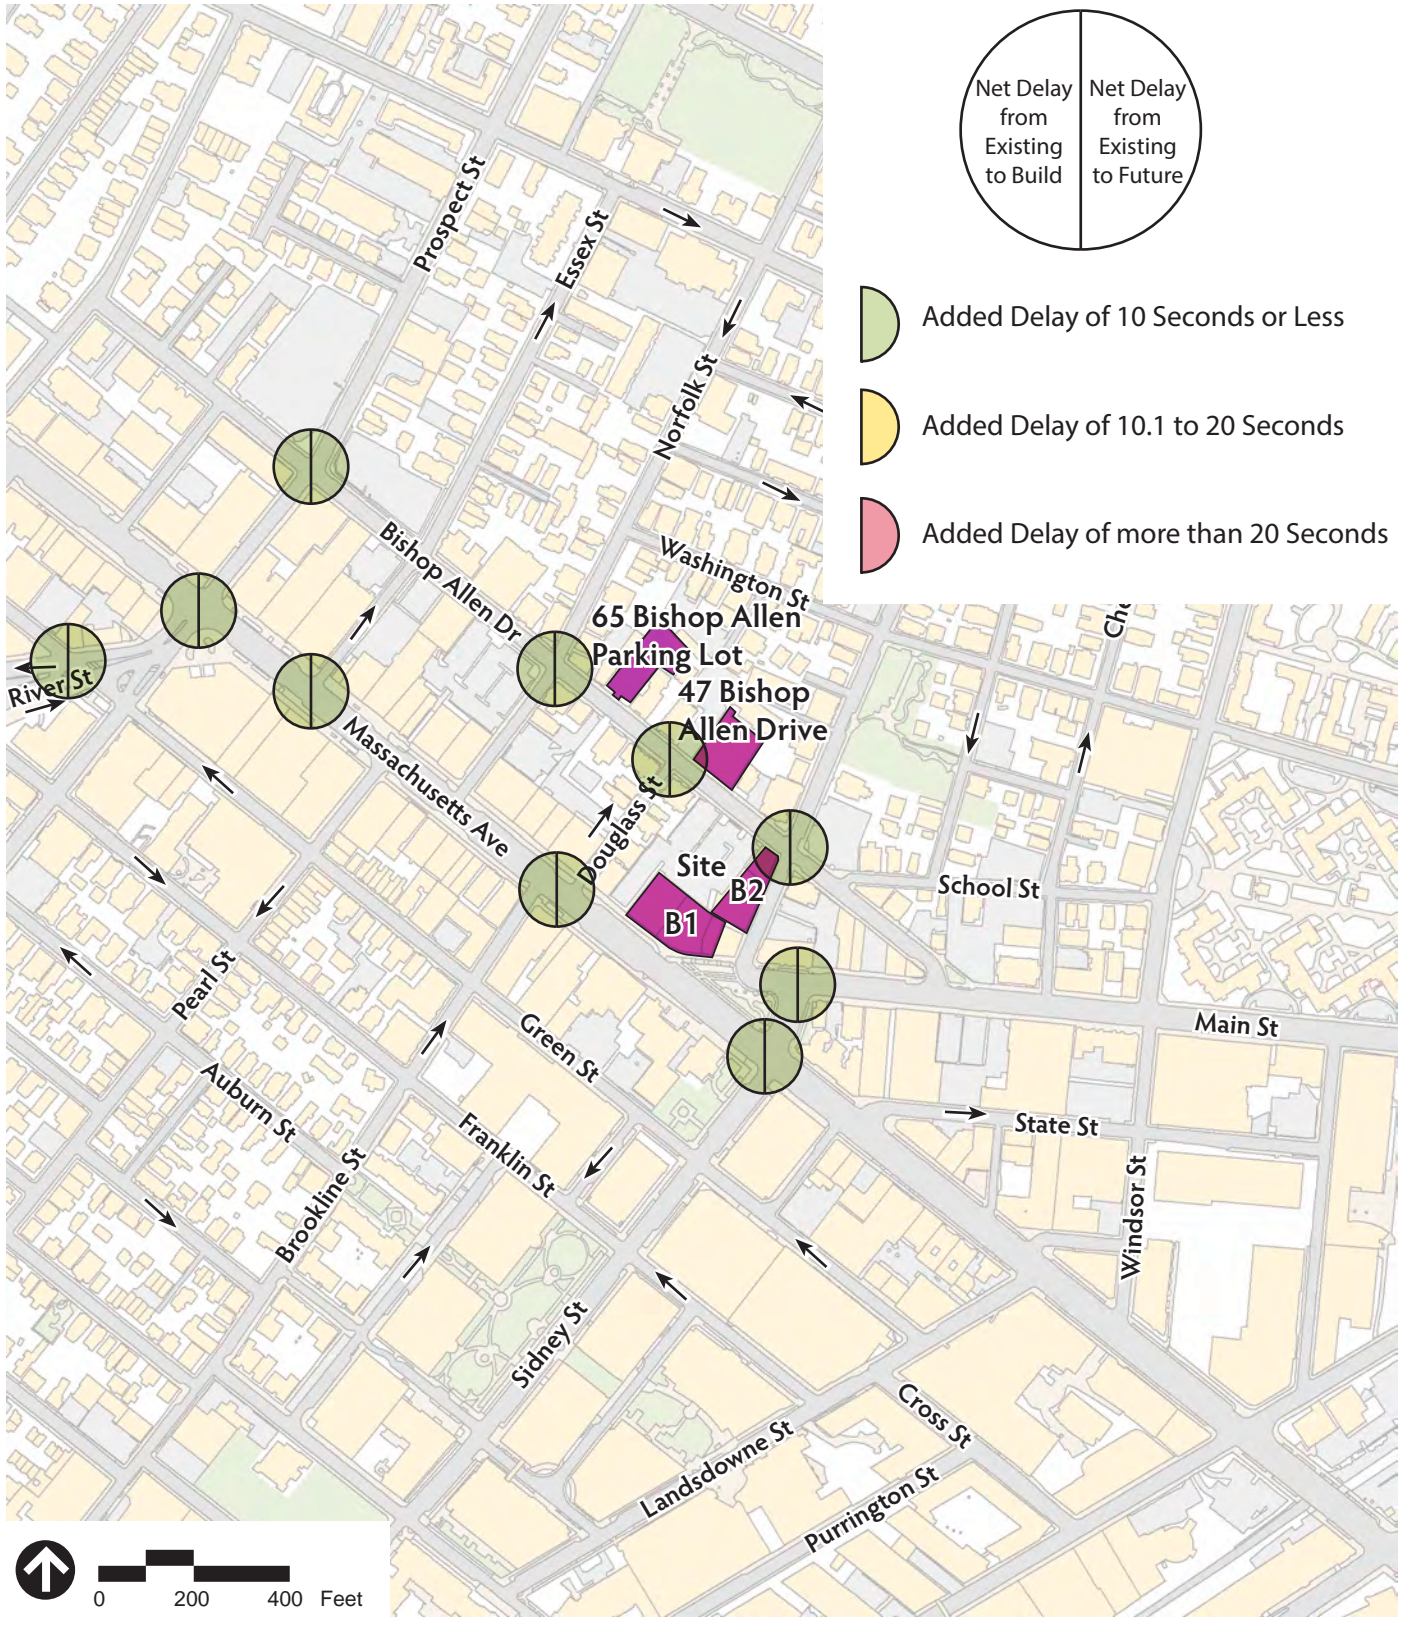 Net Delay
from
Existing
to Build
Net Delay
from
Existing
to Future
Added Delay of 10 Seconds or Less
Added Delay of 10.1 to 20 Seconds
Added Delay of more than 20 Seconds
Prospect St
Essex St
Norfolk St
Washington St
Bishop Allen Dr
65 Bishop Allen
Parking Lot
47 Bishop
Allen Drive
River St
Massachusetts Ave
Douglass St
Site
B2
B1
School St
Pearl St
Green St
Main St
Auburn St
Franklin St
State St
Brookline St
Windsor St
Sidney St
Cross St
Landsdowne St
Purrington St
0 200 400 Feet